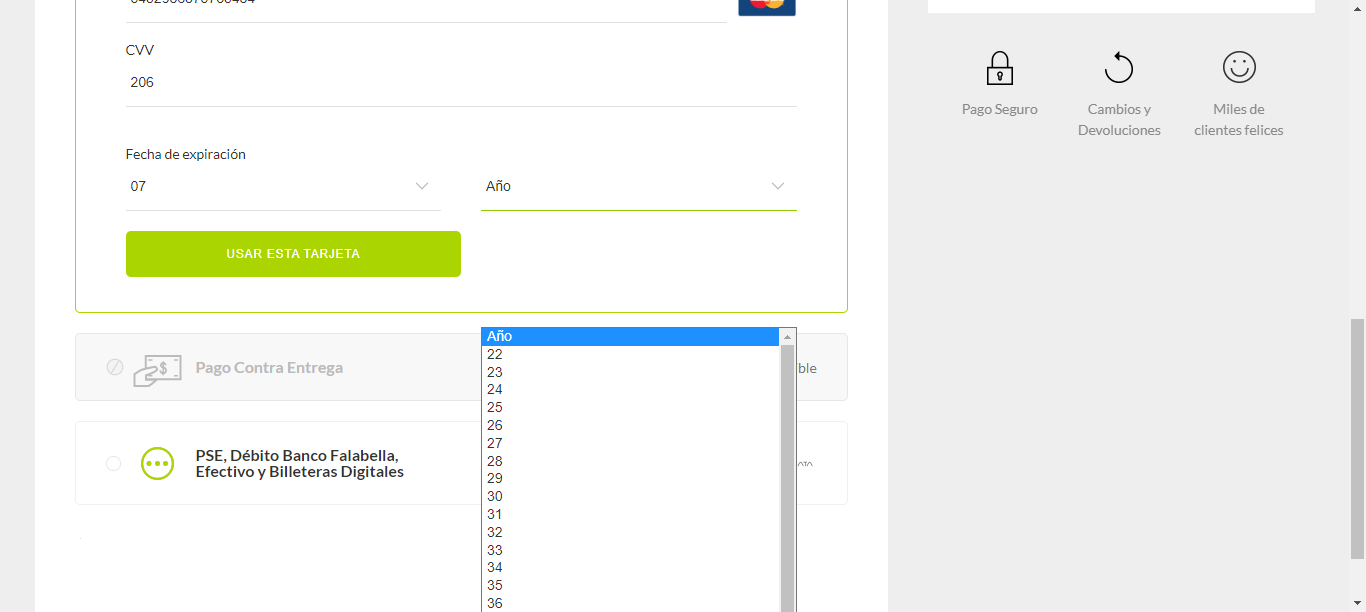 CVV
206
Fecha de expiración
07
Año
USAR ESTA TARJETA
Pago Contra Entrega
ble
PSE, Débito Banco Falabella,
Efectivo y Billeteras Digitales
Año
22
23
24
25
26
27
28
29
30
31
32
33
34
35
36
Pago Seguro
Cambios y
Devoluciones
Miles de
clientes felices